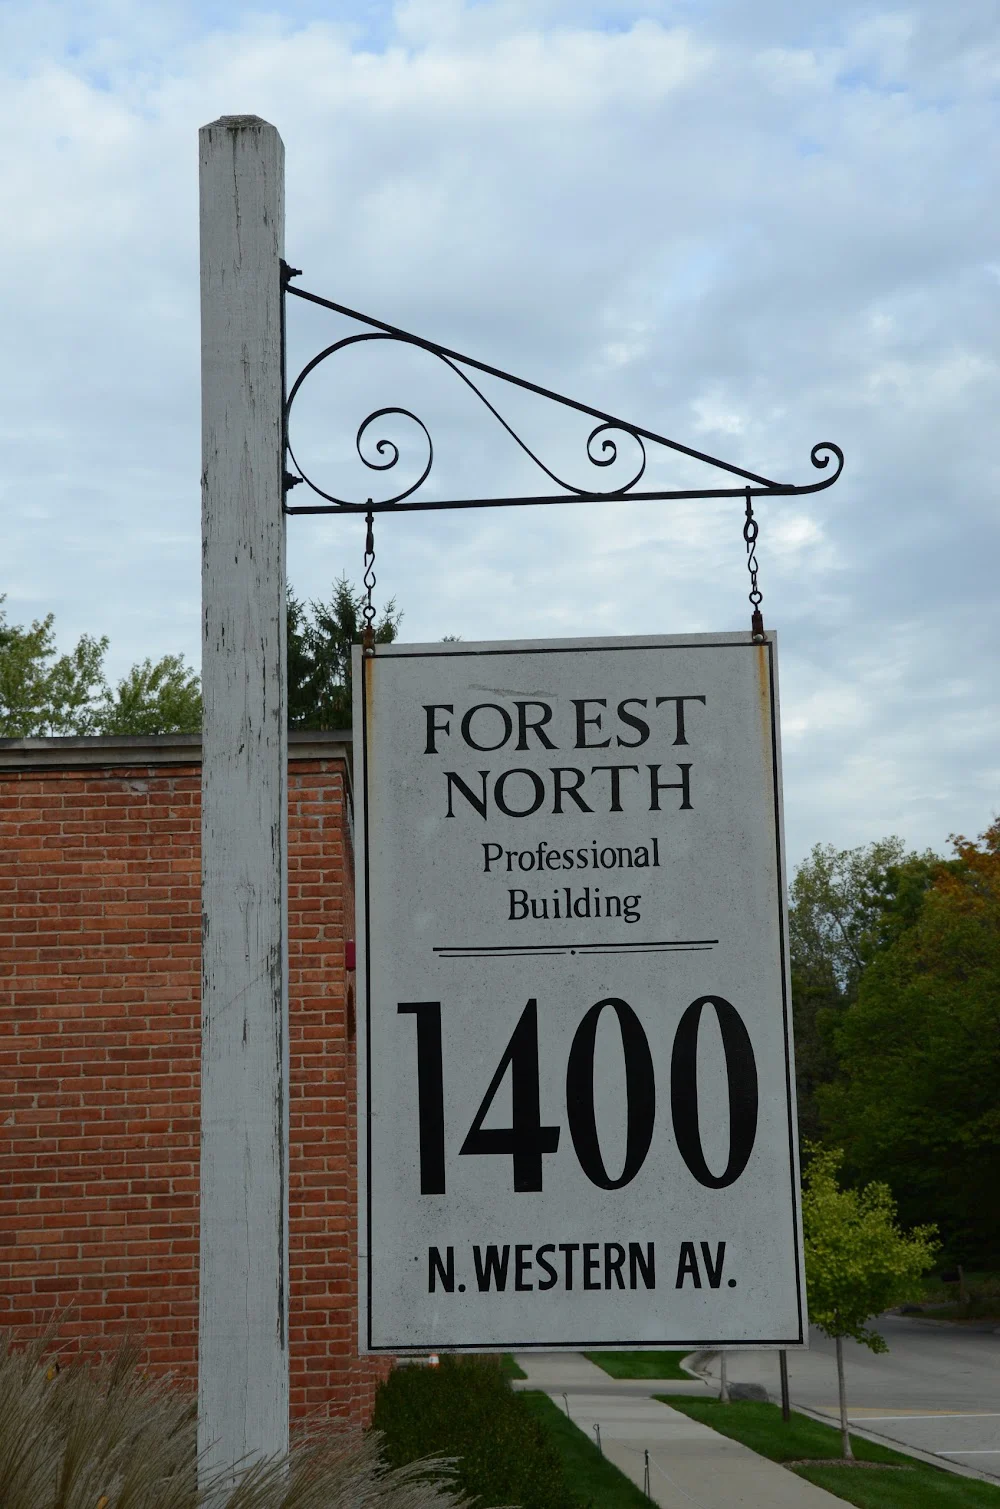 FOREST
NORTH
Professional
Building
1400
N. WESTERN AV.